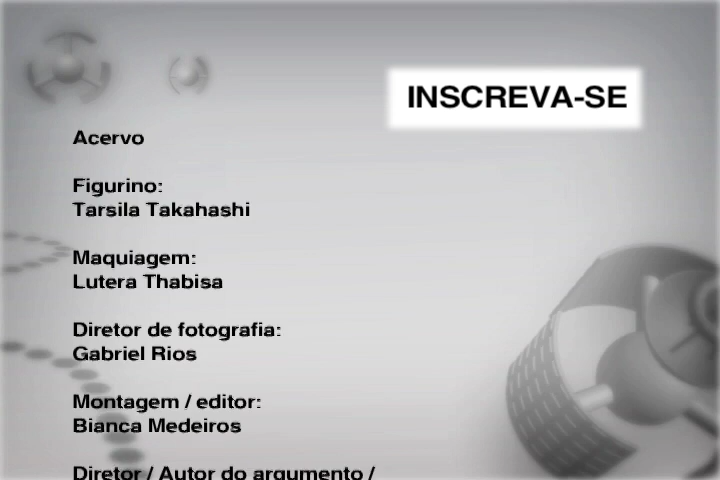 INSCREVA-SE
Acervo
Figurino:
Tarsila Takahashi
Maquiagem:
Lutera Thabisa
Diretor de fotografia:
Gabriel Rios
Montagem / editor:
Bianca Medeiros
Diretor / Autor do argumento /